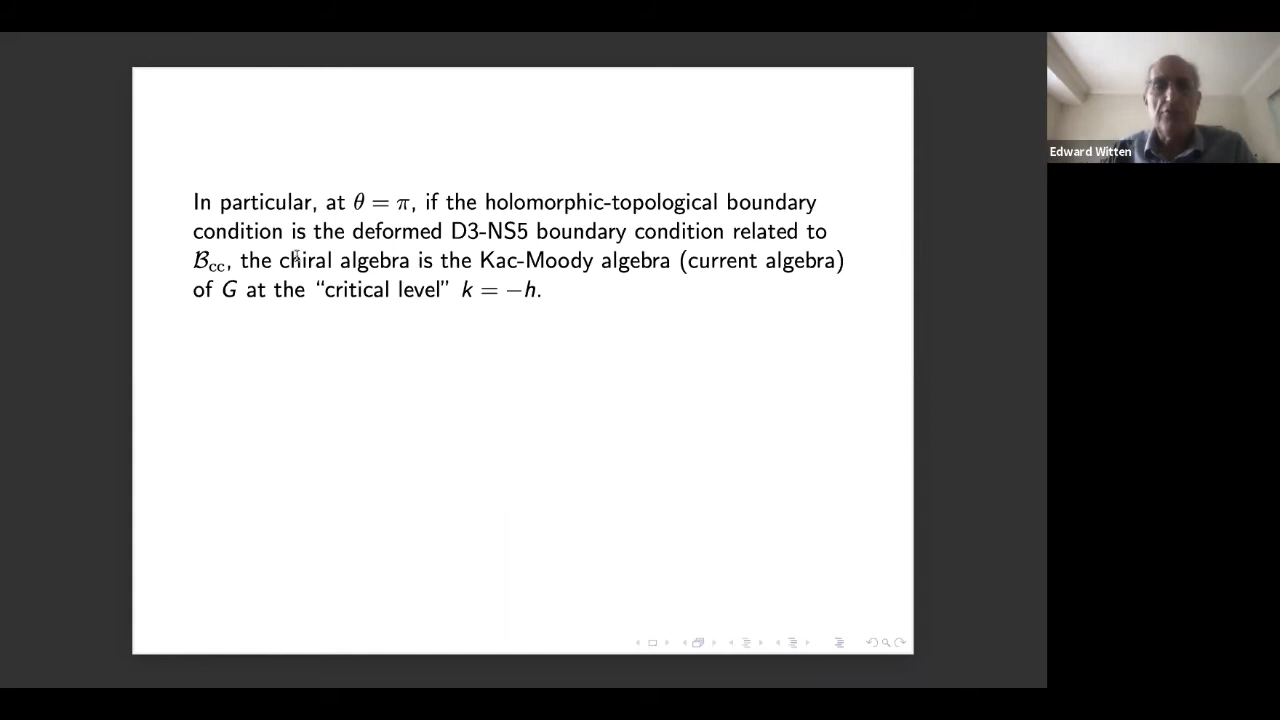 In particular, at θ = π, if the holomorphic-topological boundary
condition is the deformed D3-NS5 boundary condition related to
ℬcc, the chiral algebra is the Kac-Moody algebra (current algebra)
of G at the “critical level” k = −h.
Edward Witten